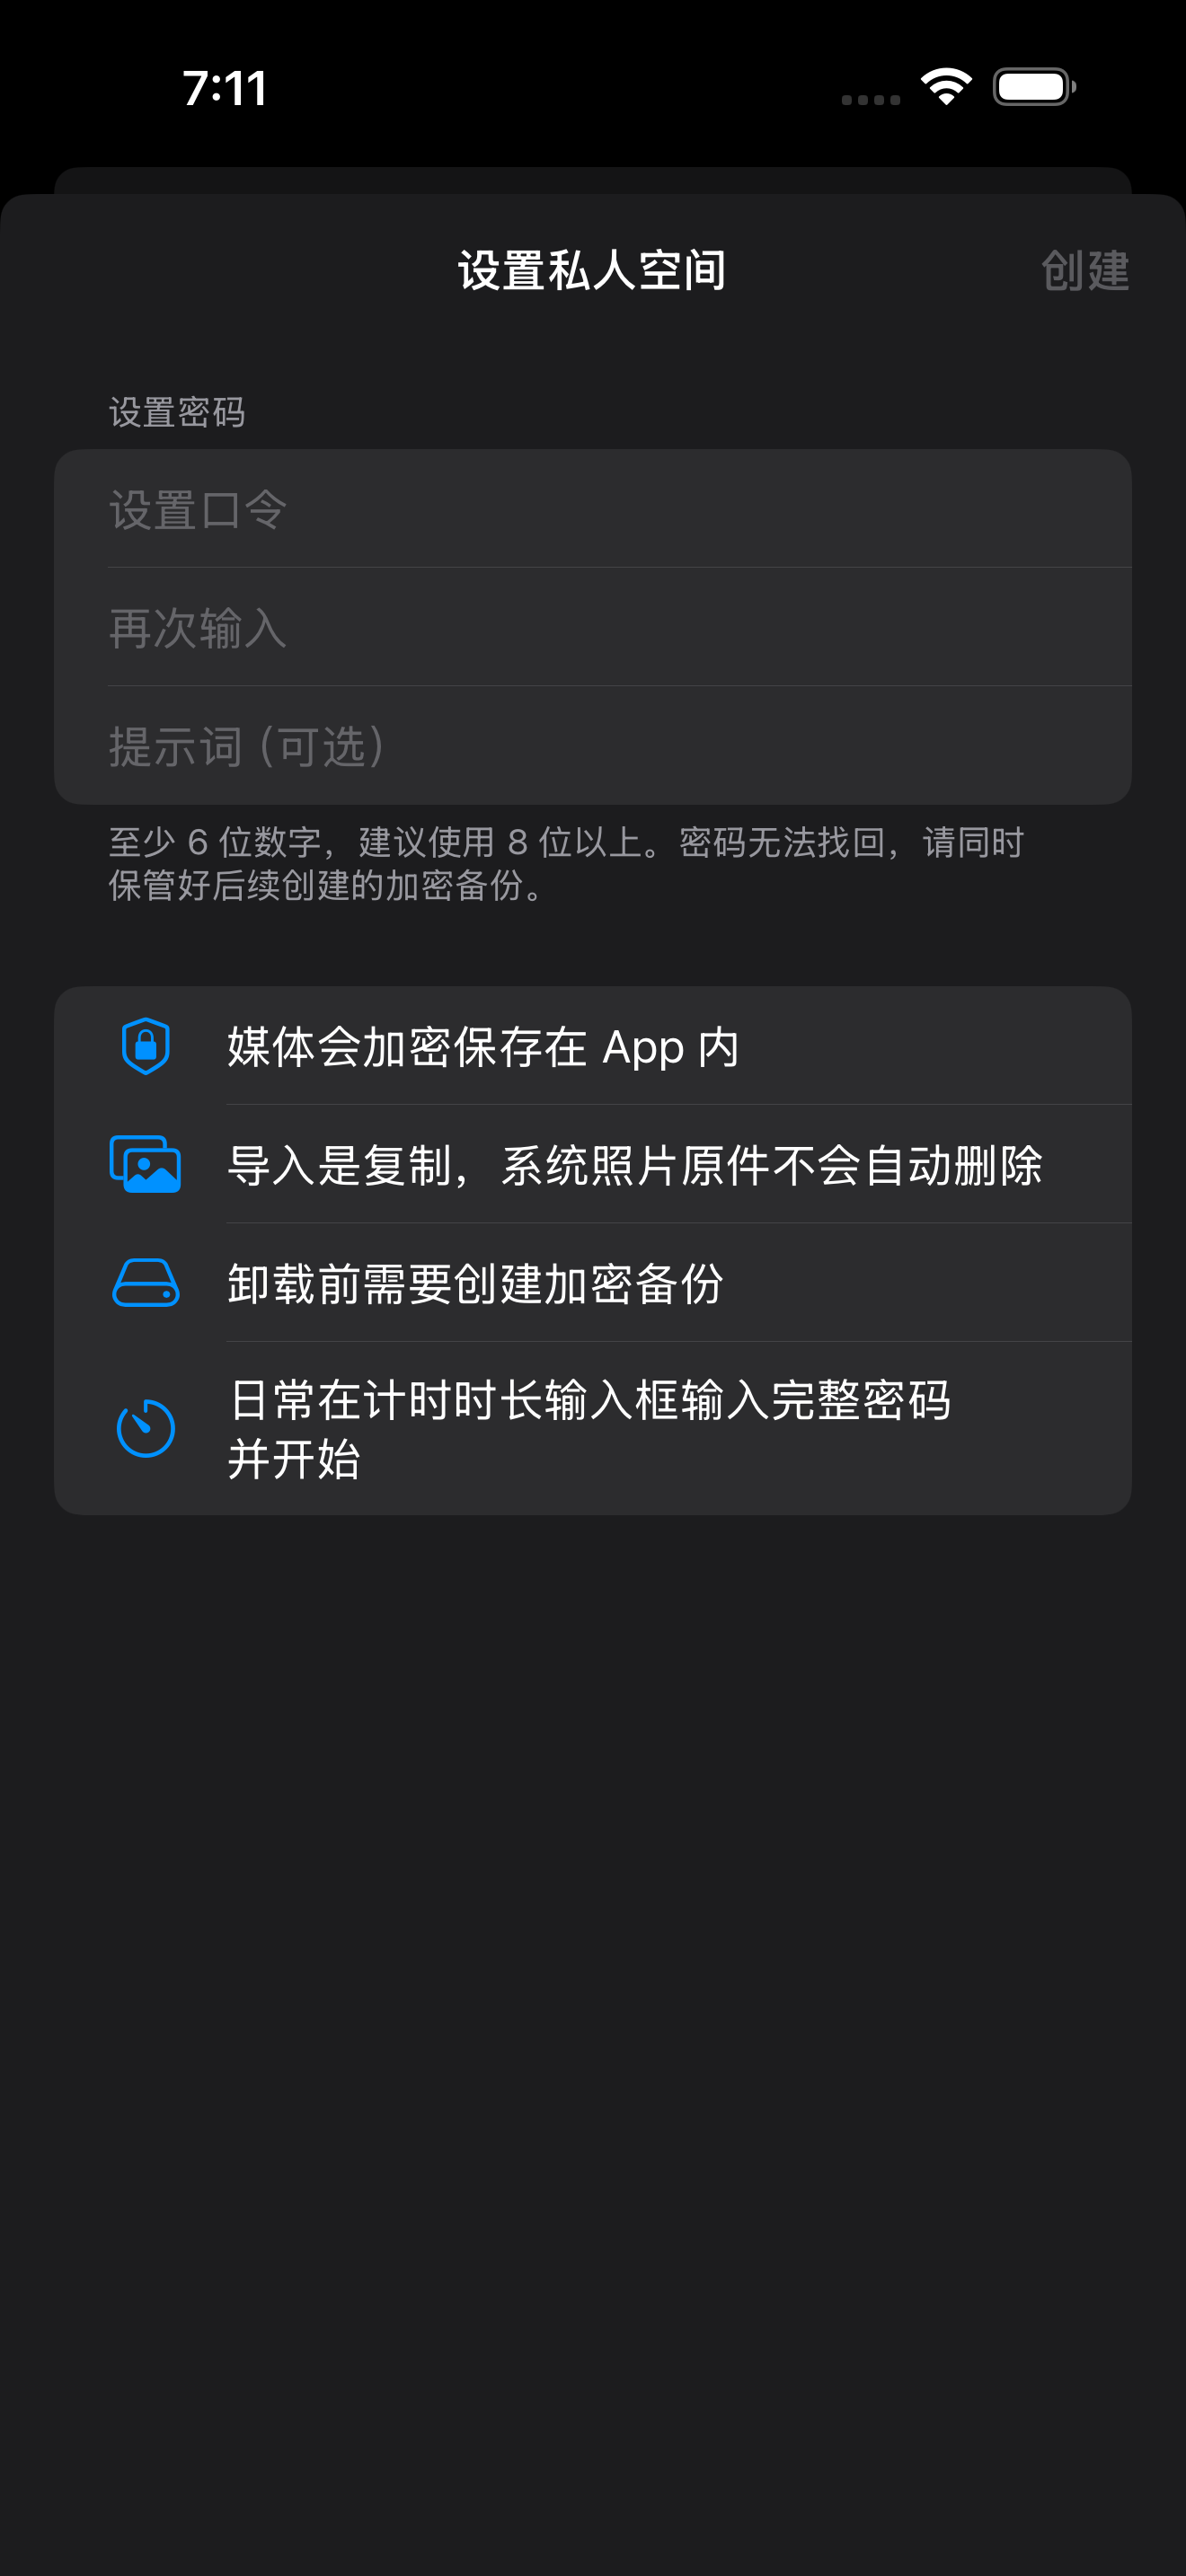 7:11
设置私人空间
创建
设置密码
设置口令
再次输入
提示词（可选）
至少 6 位数字，建议使用 8 位以上。密码无法找回，请同时
保管好后续创建的加密备份。
媒体会加密保存在 App 内
导入是复制，系统照片原件不会自动删除
卸载前需要创建加密备份
日常在计时时长输入框输入完整密码
并开始